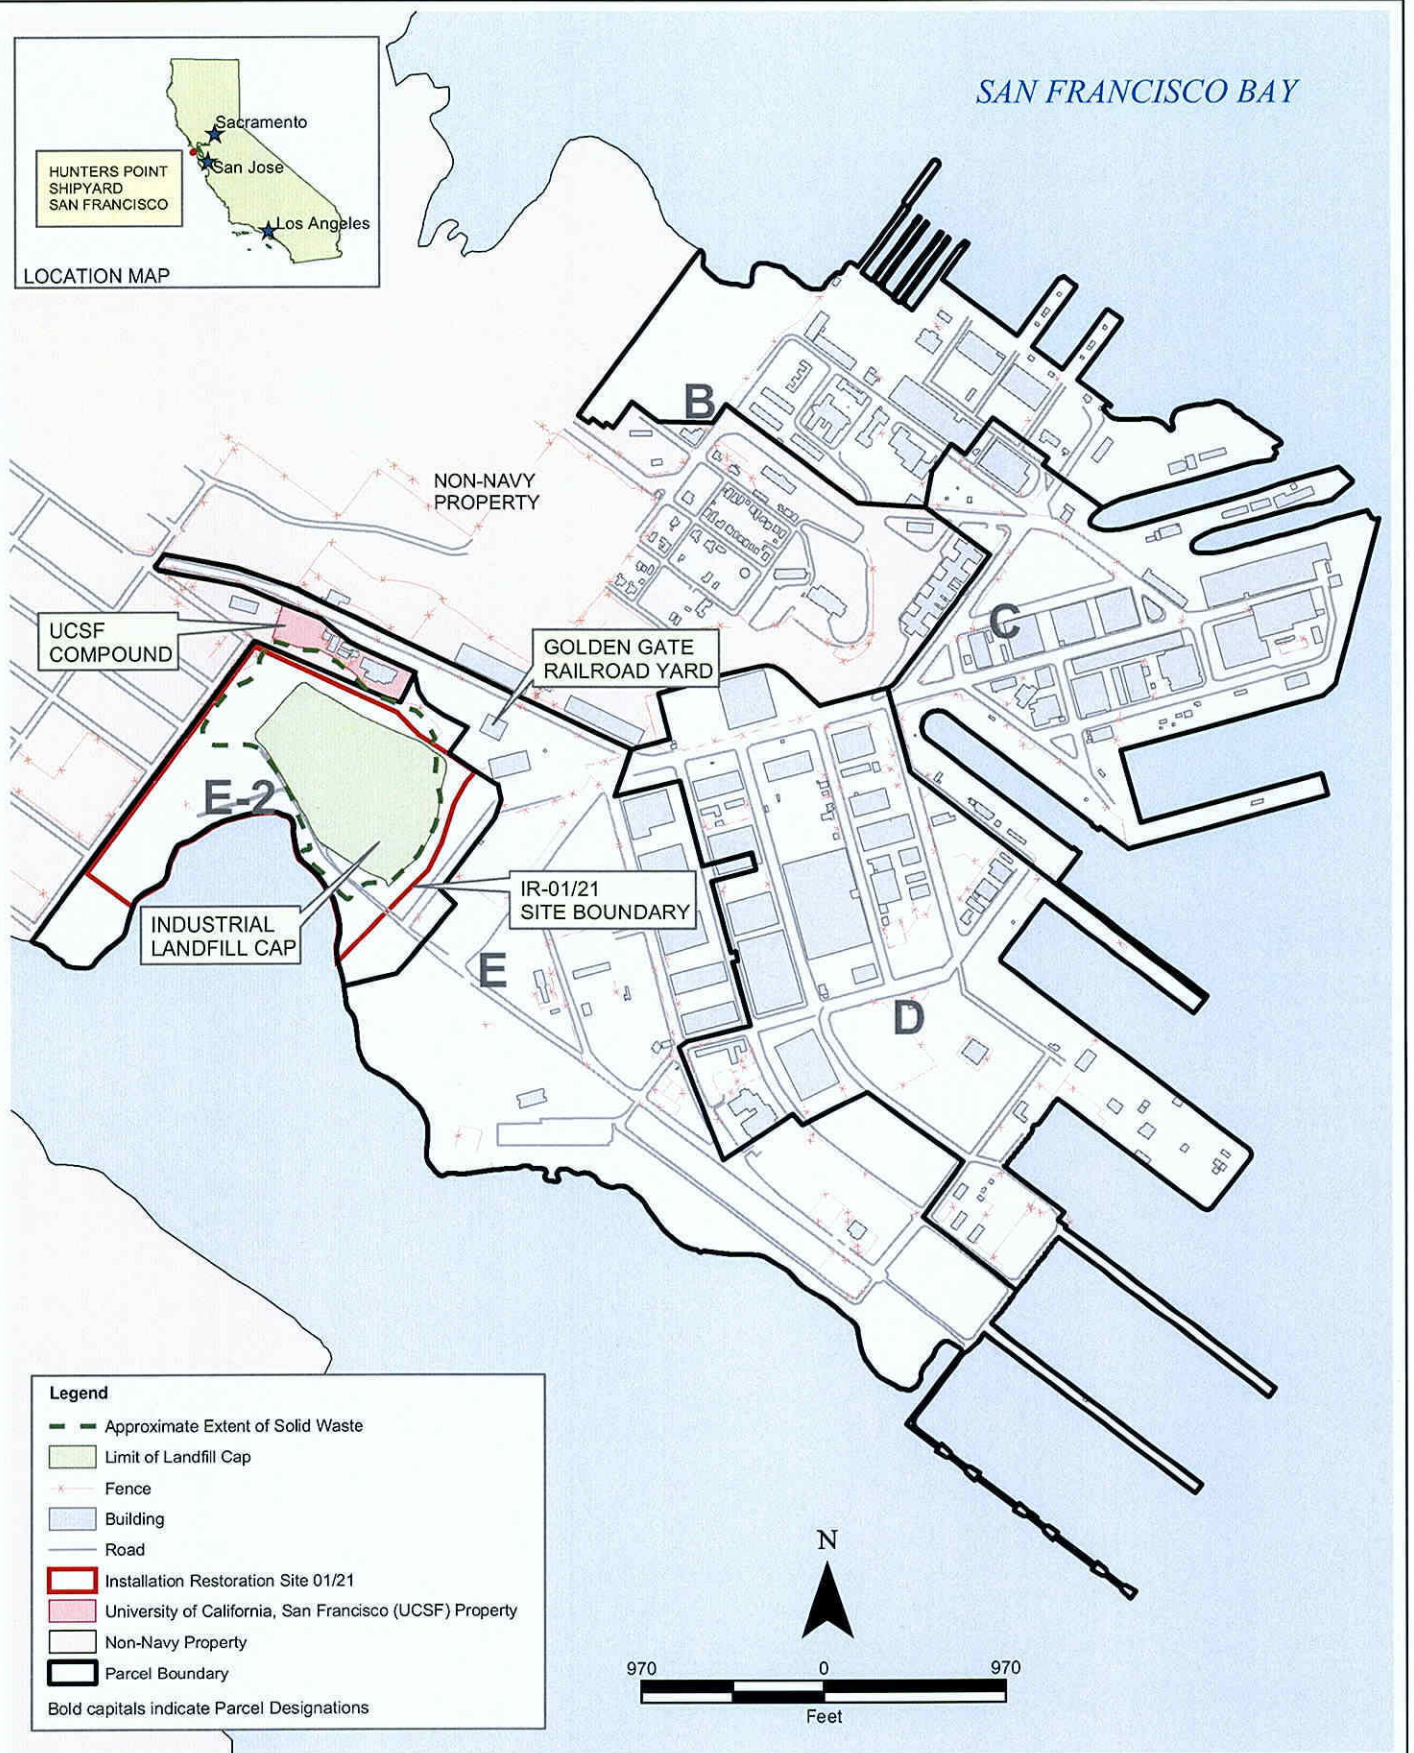 SAN FRANCISCO BAY
Sacramento
San Jose
HUNTERS POINT
SHIPYARD
SAN FRANCISCO
Los Angeles
LOCATION MAP
B
NON-NAVY
PROPERTY
UCSF
COMPOUND
C
GOLDEN GATE
RAILROAD YARD
E-2
IR-01/21
SITE BOUNDARY
INDUSTRIAL
LANDFILL CAP
E
D
Legend
Approximate Extent of Solid Waste
Limit of Landfill Cap
Fence
Building
Road
Installation Restoration Site 01/21
University of California, San Francisco (UCSF) Property
Non-Navy Property
Parcel Boundary
Bold capitals indicate Parcel Designations
N
970 0 970
Feet